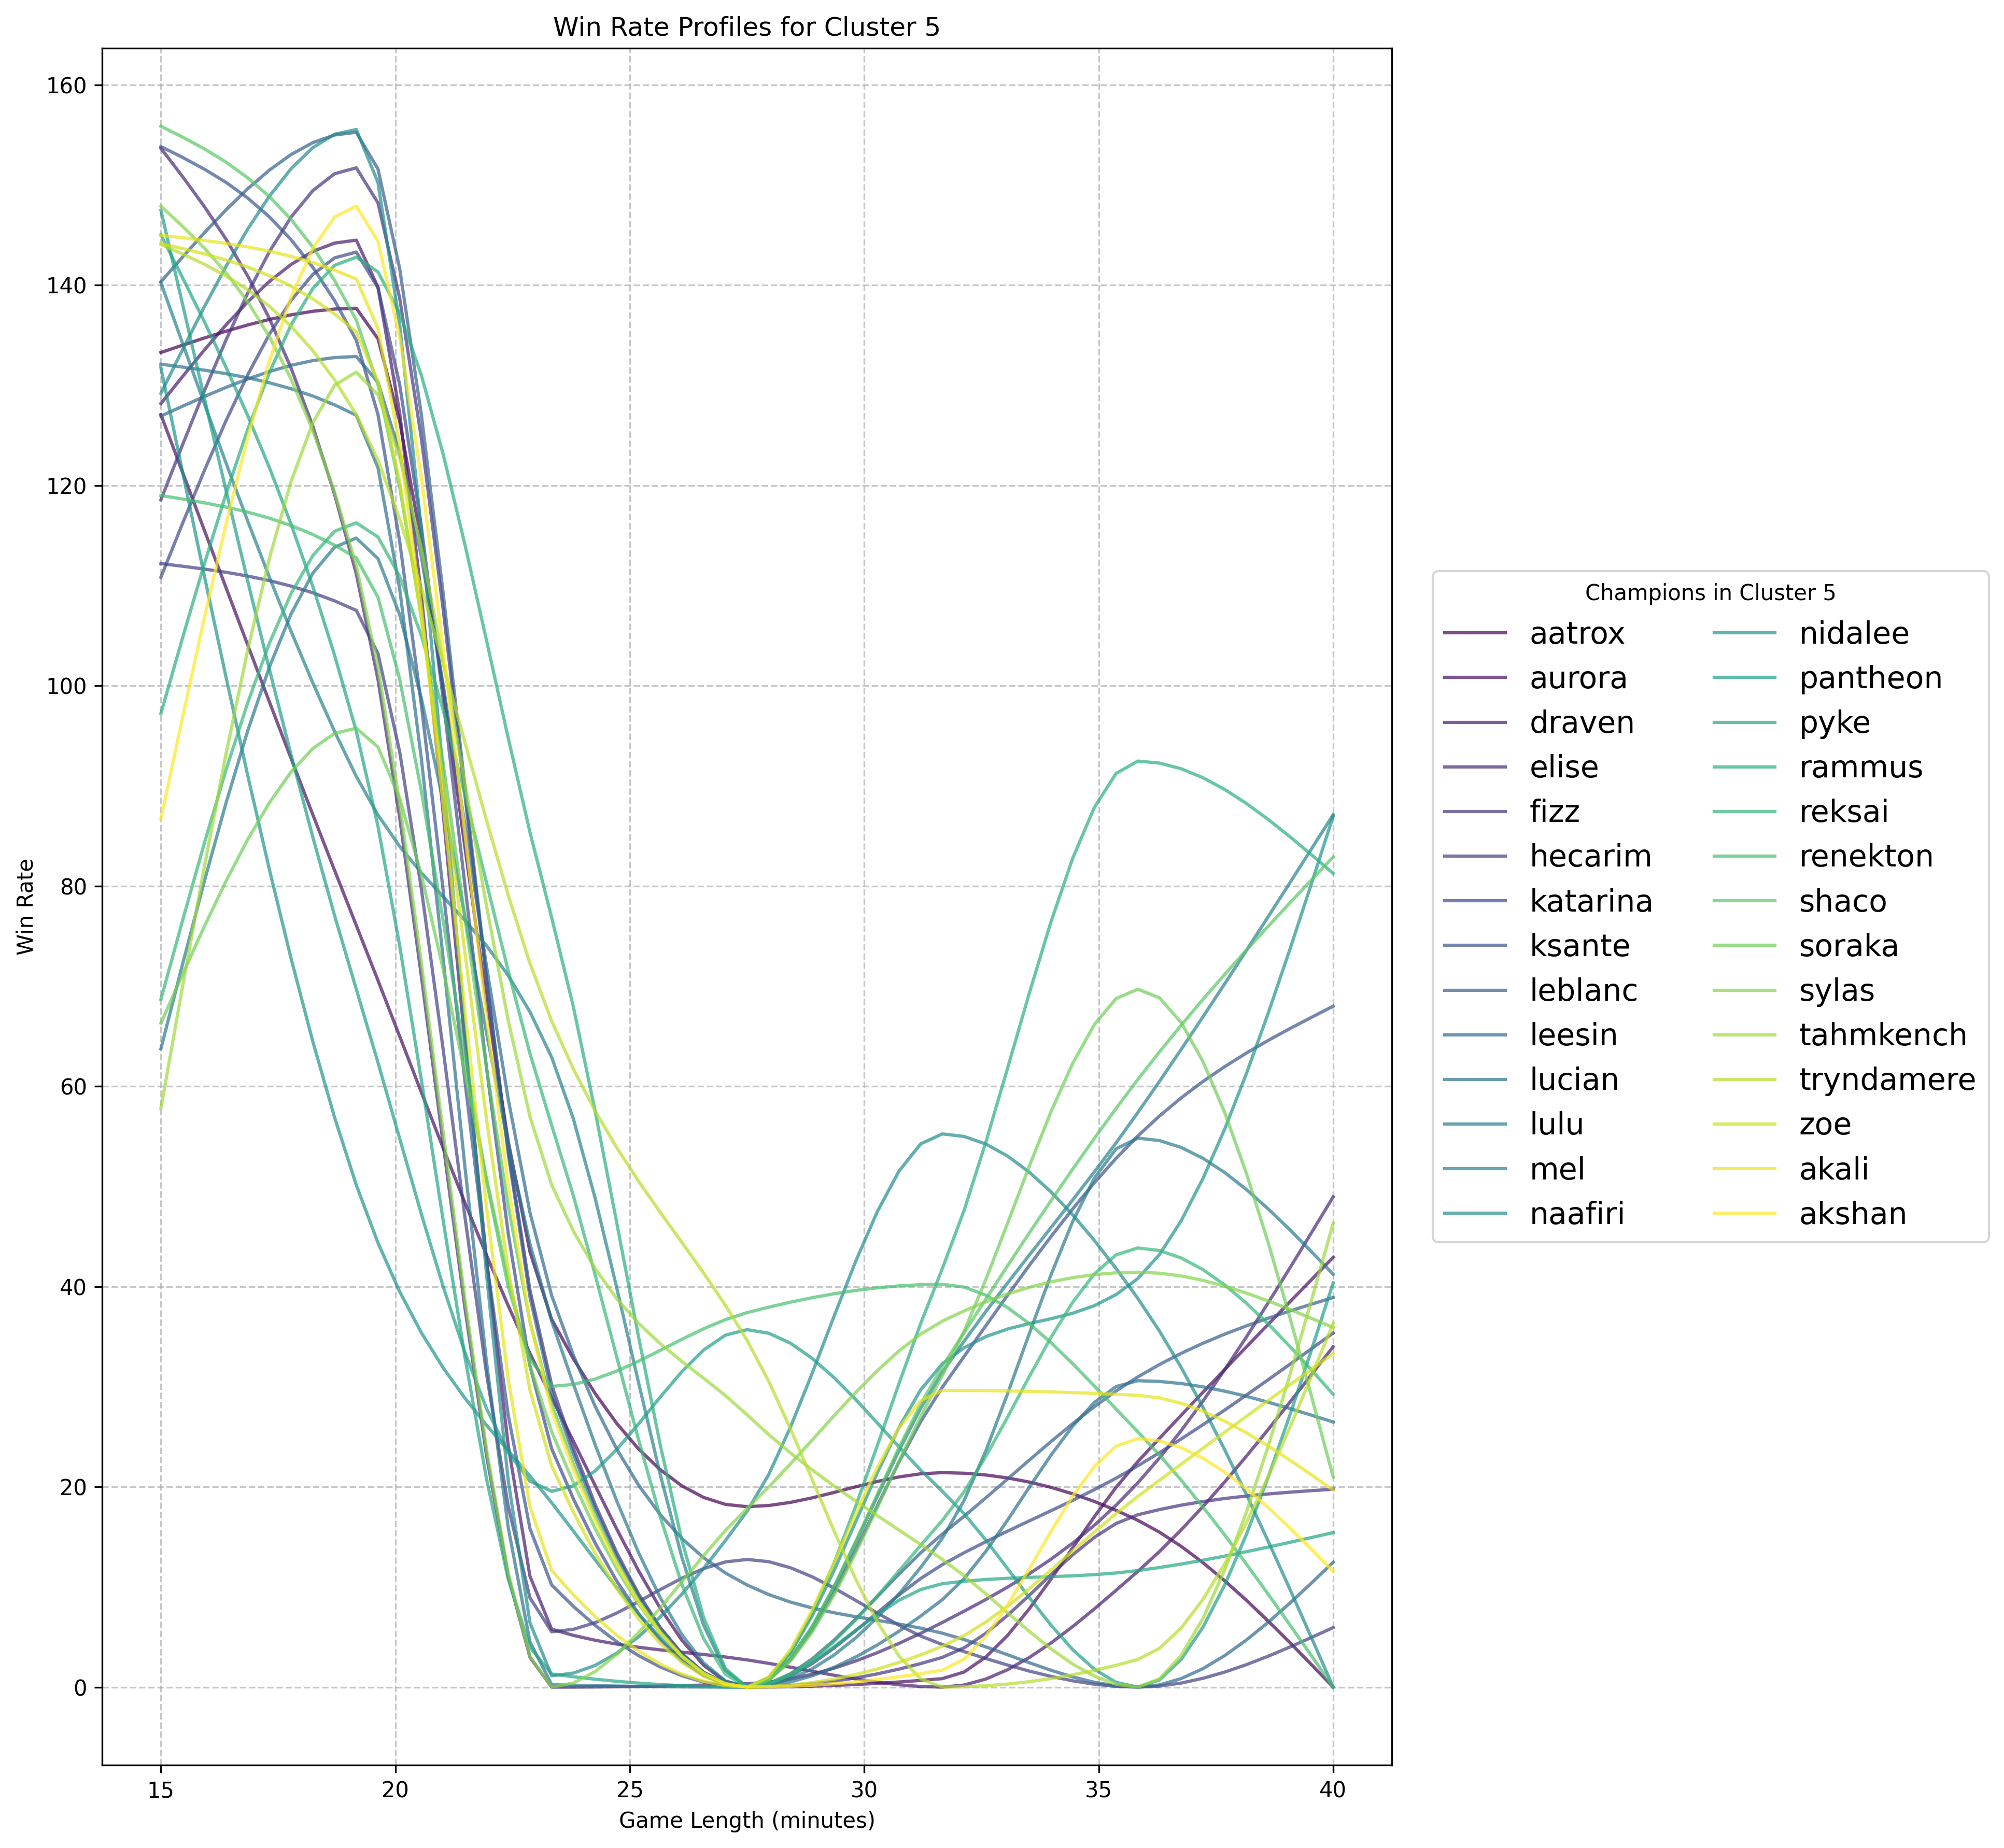 Win Rate Profiles for Cluster 5
160
140
120
100
80
60
40
20
0
Win Rate
15
20
25
30
35
40
Game Length (minutes)
Champions in Cluster 5
aatrox
aurora
draven
elise
fizz
hecarim
katarina
ksante
leblanc
leesin
lucian
lulu
mel
naafiri
nidalee
pantheon
pyke
rammus
reksai
renekton
shaco
soraka
sylas
tahmkench
tryndamere
zoe
akali
akshan